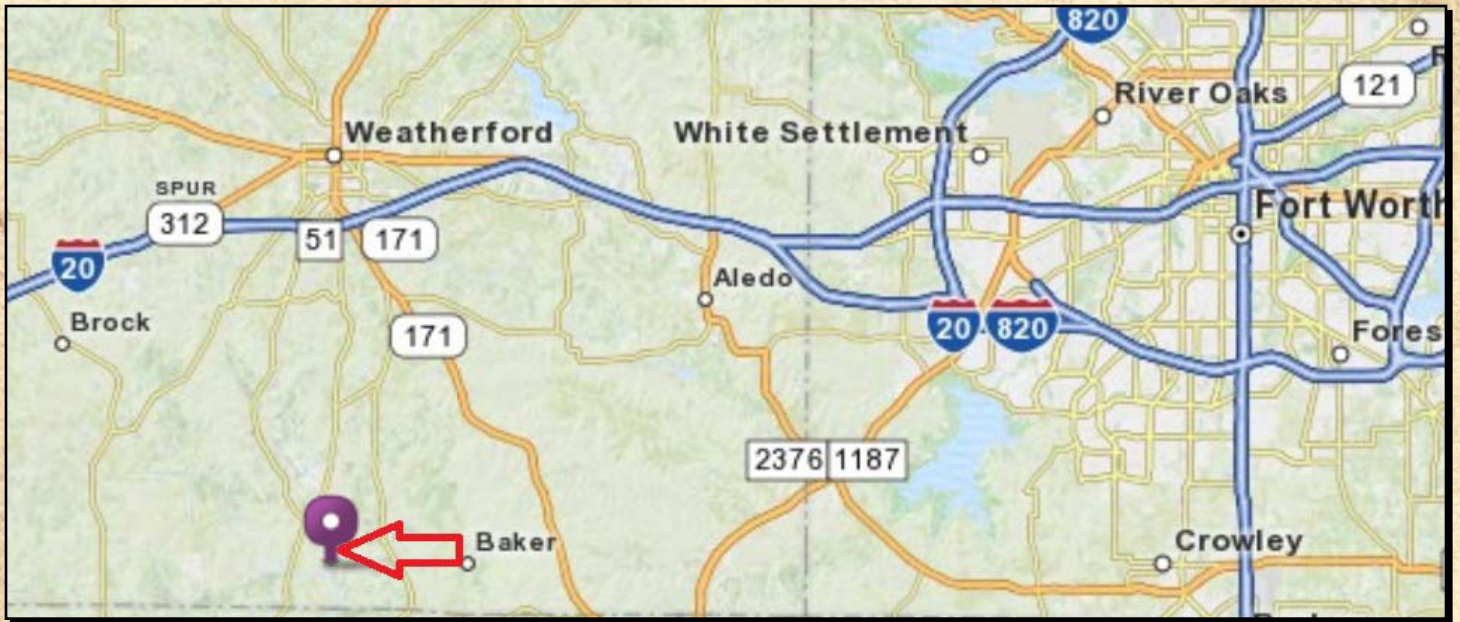 820
River Oaks
121
Weatherford
White Settlement
SPUR
312
51
171
Fort Worth
20
Aledo
Brock
171
20
820
Fores
2376
1187
Baker
Crowley